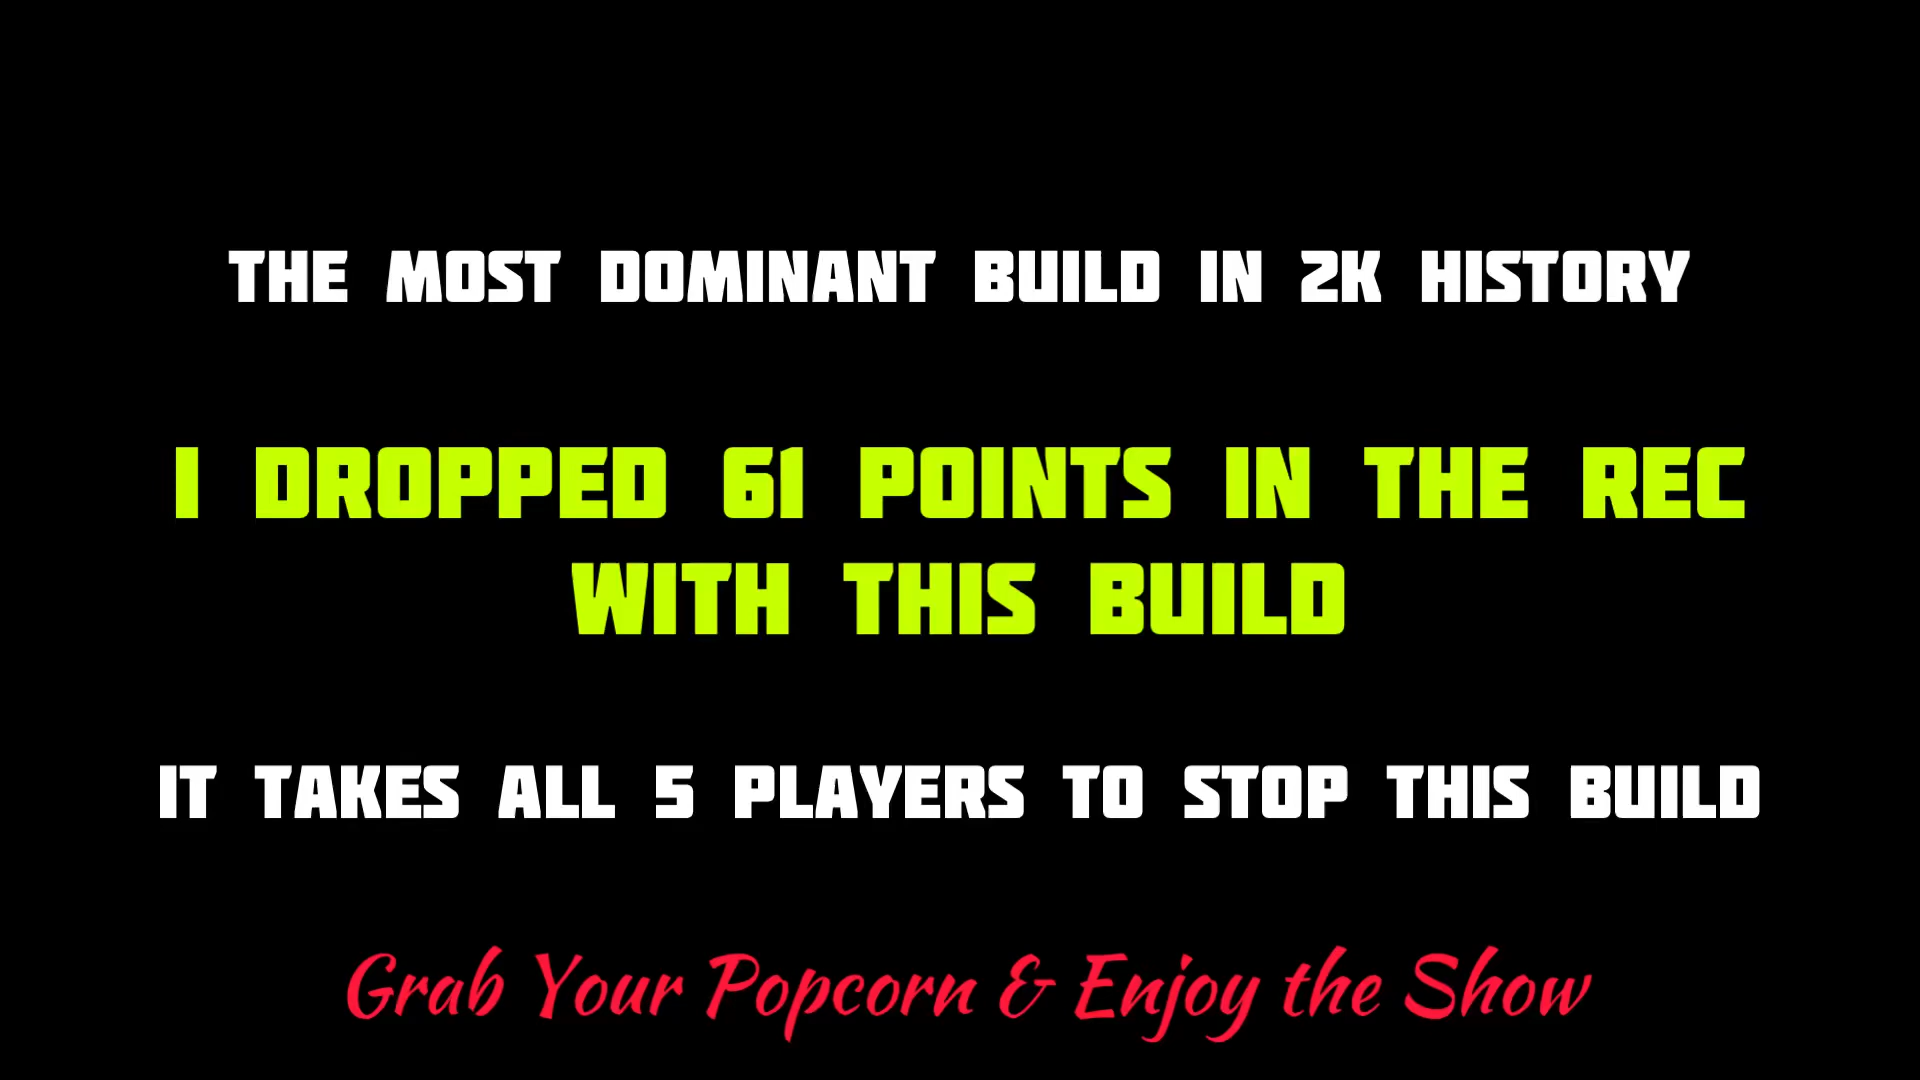 THE MOST DOMINANT BUILD IN 2K HISTORY
I DROPPED 61 POINTS IN THE REC
WITH THIS BUILD
IT TAKES ALL 5 PLAYERS TO STOP THIS BUILD
Grab Your Popcorn & Enjoy the Show